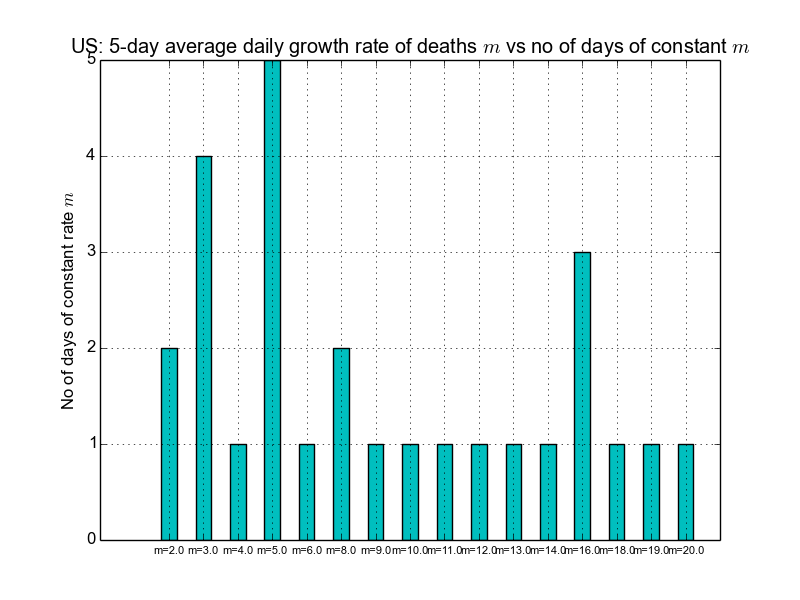 US: 5-day average daily growth rate of deaths m vs no of days of constant m
5
4
3
2
1
0
No of days of constant rate m
m=2.0 m=3.0 m=4.0 m=5.0 m=6.0 m=8.0 m=9.0 m=10.0 m=11.0 m=12.0 m=13.0 m=14.0 m=16.0 m=18.0 m=19.0 m=20.0